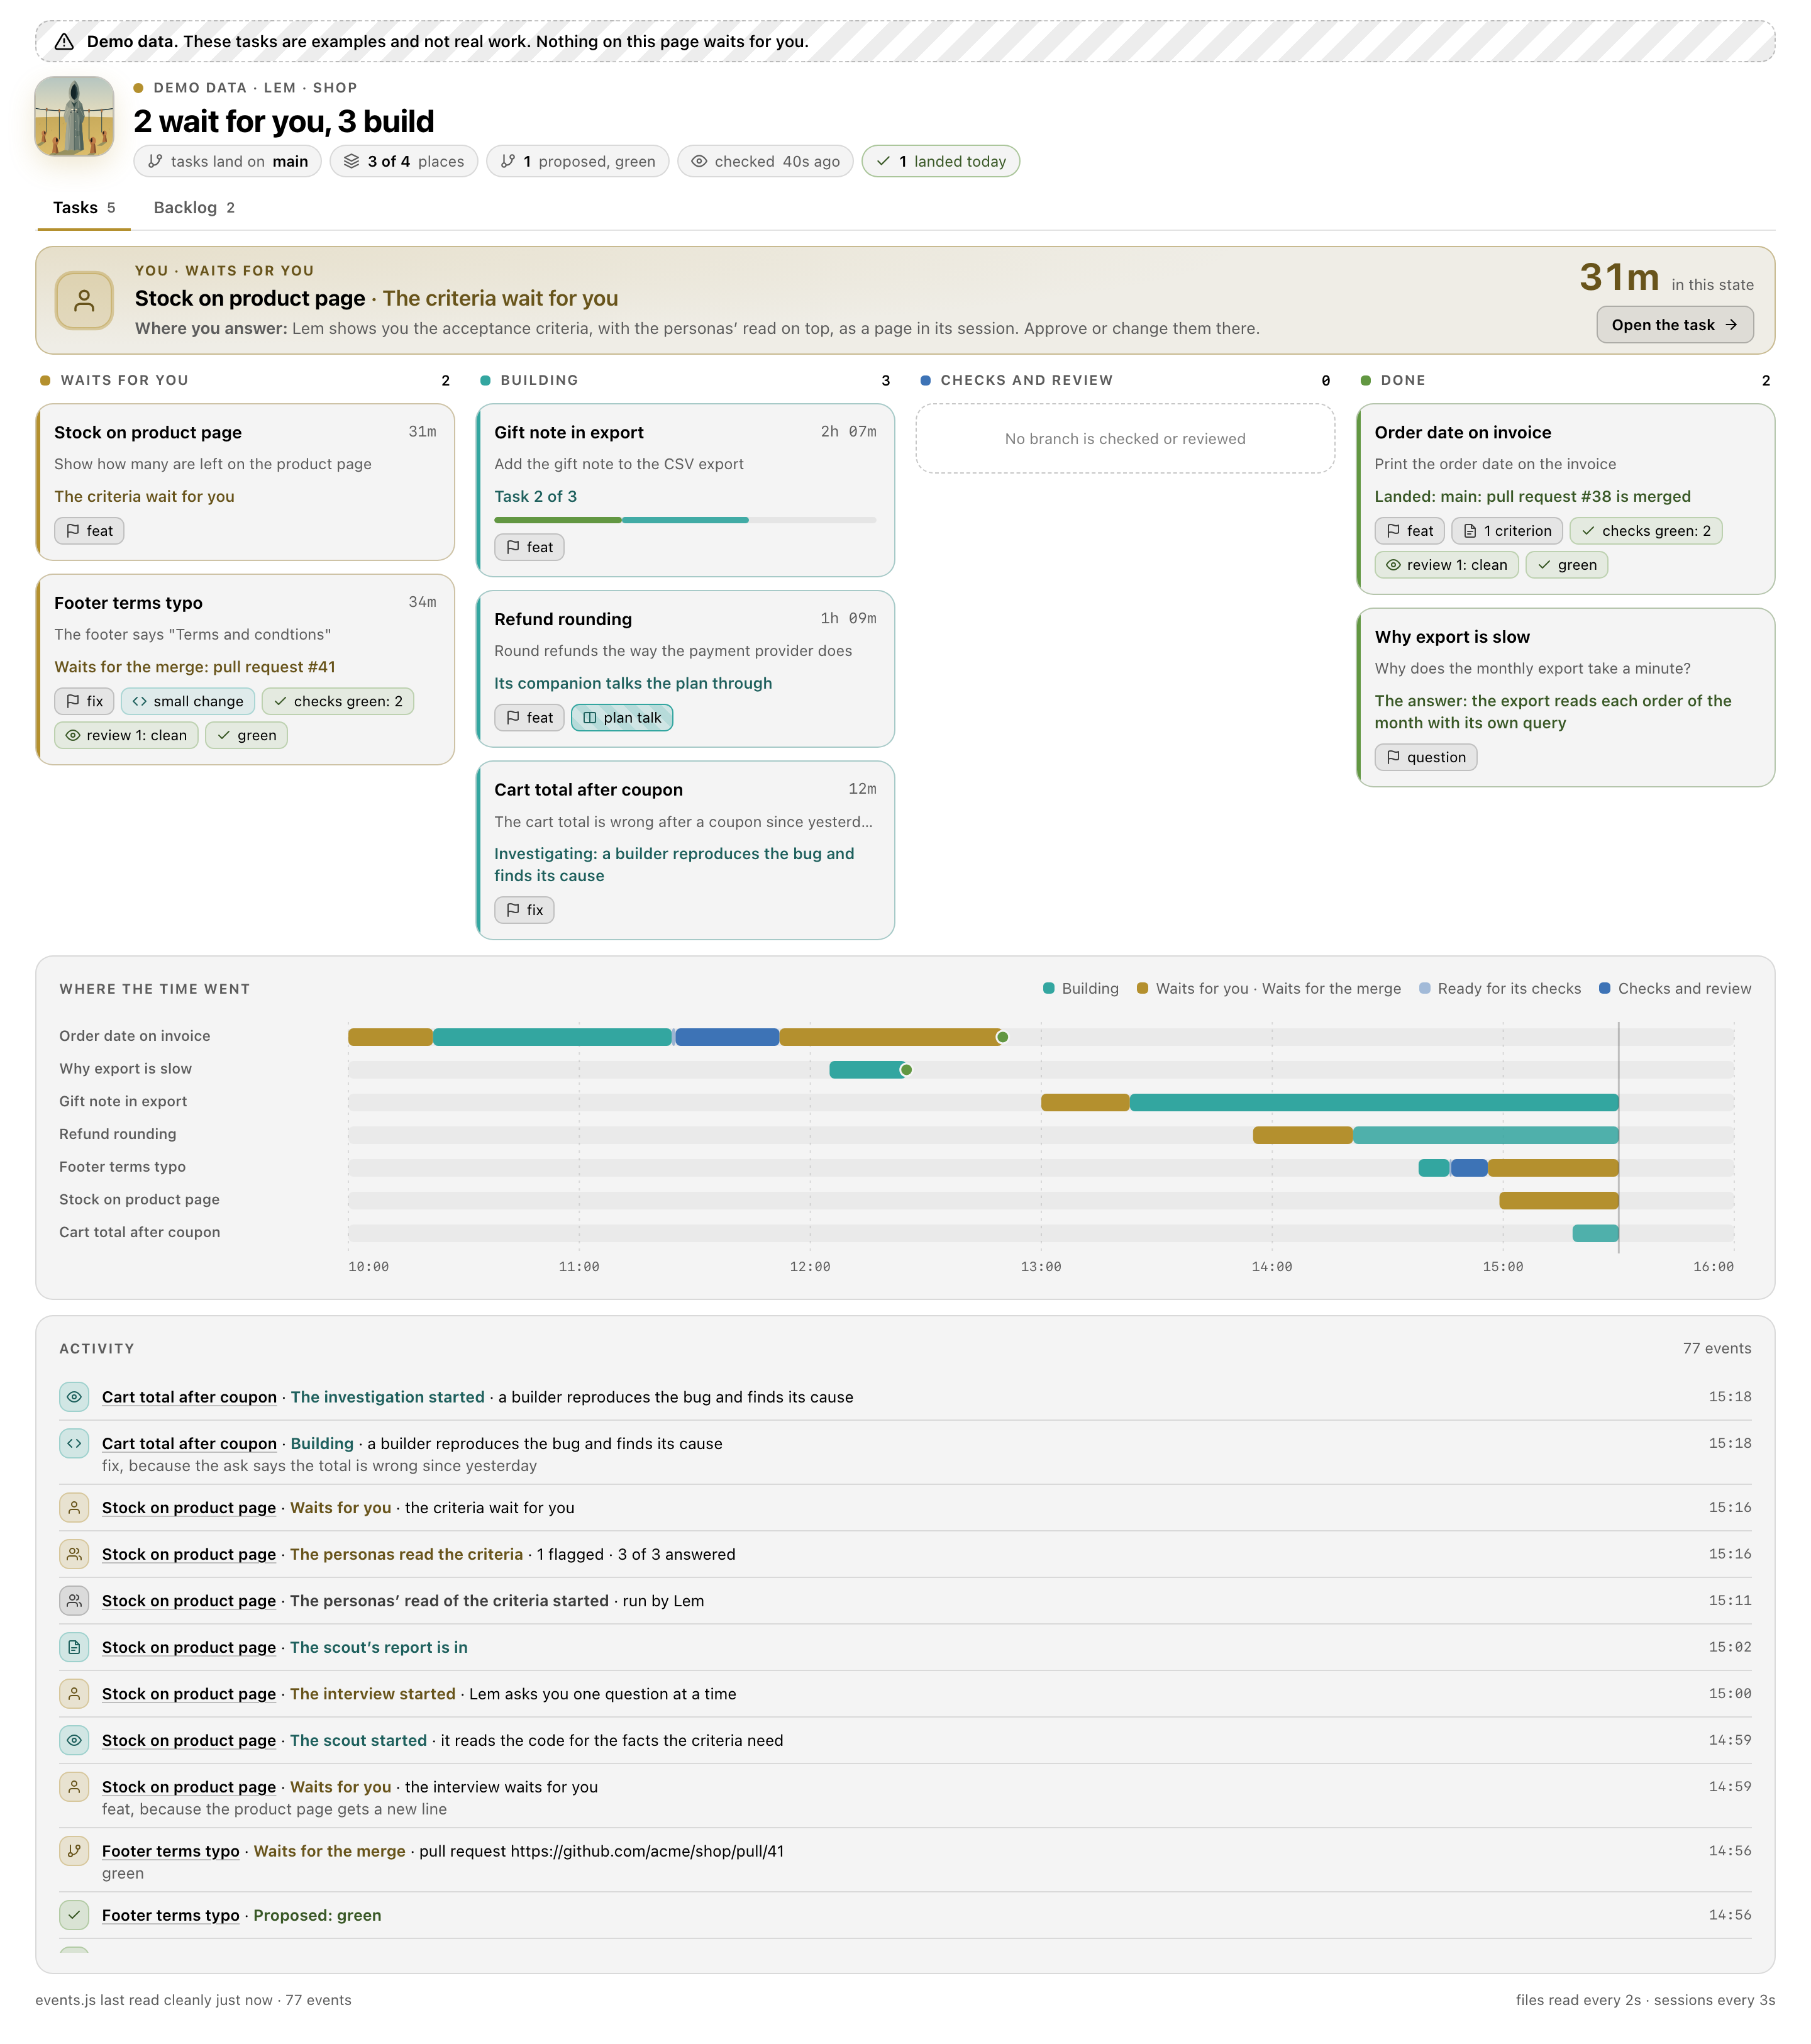 Demo data. These tasks are examples and not real work. Nothing on this page waits for you.
DEMO DATA · LEM · SHOP
2 wait for you, 3 build
tasks land on main
3 of 4 places
1 proposed, green
checked 40s ago
1 landed today
Tasks 5
Backlog 2
YOU · WAITS FOR YOU
Stock on product page · The criteria wait for you
Where you answer: Lem shows you the acceptance criteria, with the personas’ read on top, as a page in its session. Approve or change them there.
31m in this state
Open the task
WAITS FOR YOU 2
Stock on product page 31m
Show how many are left on the product page
The criteria wait for you
feat
Footer terms typo 34m
The footer says "Terms and condtions"
Waits for the merge: pull request #41
fix small change checks green: 2
review 1: clean green
BUILDING 3
Gift note in export 2h 07m
Add the gift note to the CSV export
Task 2 of 3
feat
Refund rounding 1h 09m
Round refunds the way the payment provider does
Its companion talks the plan through
feat plan talk
Cart total after coupon 12m
The cart total is wrong after a coupon since yesterd...
Investigating: a builder reproduces the bug and
finds its cause
fix
CHECKS AND REVIEW 0
No branch is checked or reviewed
DONE 2
Order date on invoice
Print the order date on the invoice
Landed: main: pull request #38 is merged
feat 1 criterion checks green: 2
review 1: clean green
Why export is slow
Why does the monthly export take a minute?
The answer: the export reads each order of the
month with its own query
question
WHERE THE TIME WENT
Building Waits for you · Waits for the merge Ready for its checks Checks and review
Order date on invoice
Why export is slow
Gift note in export
Refund rounding
Footer terms typo
Stock on product page
Cart total after coupon
10:00 11:00 12:00 13:00 14:00 15:00 16:00
ACTIVITY 77 events
Cart total after coupon · The investigation started · a builder reproduces the bug and finds its cause 15:18
Cart total after coupon · Building · a builder reproduces the bug and finds its cause 15:18
fix, because the ask says the total is wrong since yesterday
Stock on product page · Waits for you · the criteria wait for you 15:16
Stock on product page · The personas read the criteria · 1 flagged · 3 of 3 answered 15:16
Stock on product page · The personas’ read of the criteria started · run by Lem 15:11
Stock on product page · The scout’s report is in 15:02
Stock on product page · The interview started · Lem asks you one question at a time 15:00
Stock on product page · The scout started · it reads the code for the facts the criteria need 14:59
Stock on product page · Waits for you · the interview waits for you 14:59
feat, because the product page gets a new line
Footer terms typo · Waits for the merge · pull request https://github.com/acme/shop/pull/41 14:56
green
Footer terms typo · Proposed: green 14:56
events.js last read cleanly just now · 77 events
files read every 2s · sessions every 3s